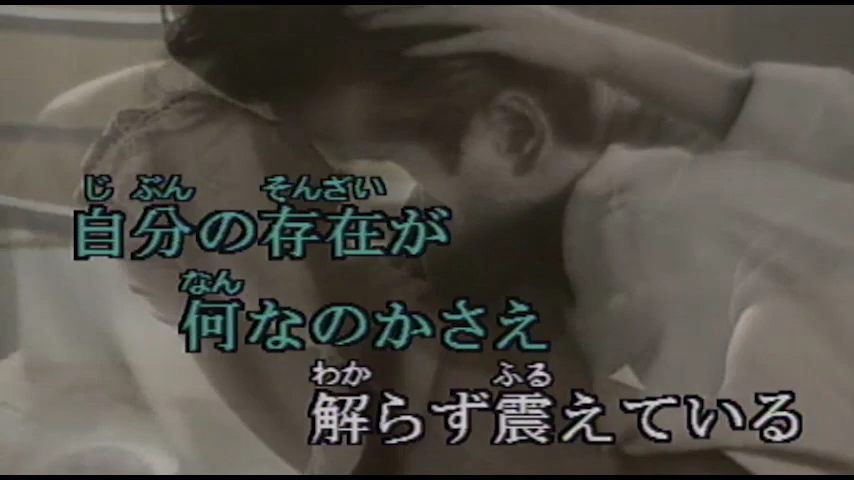 じ ぶん そんざい
自分の存在が
なん
何なのかさえ
わか ふる
解らず震えている